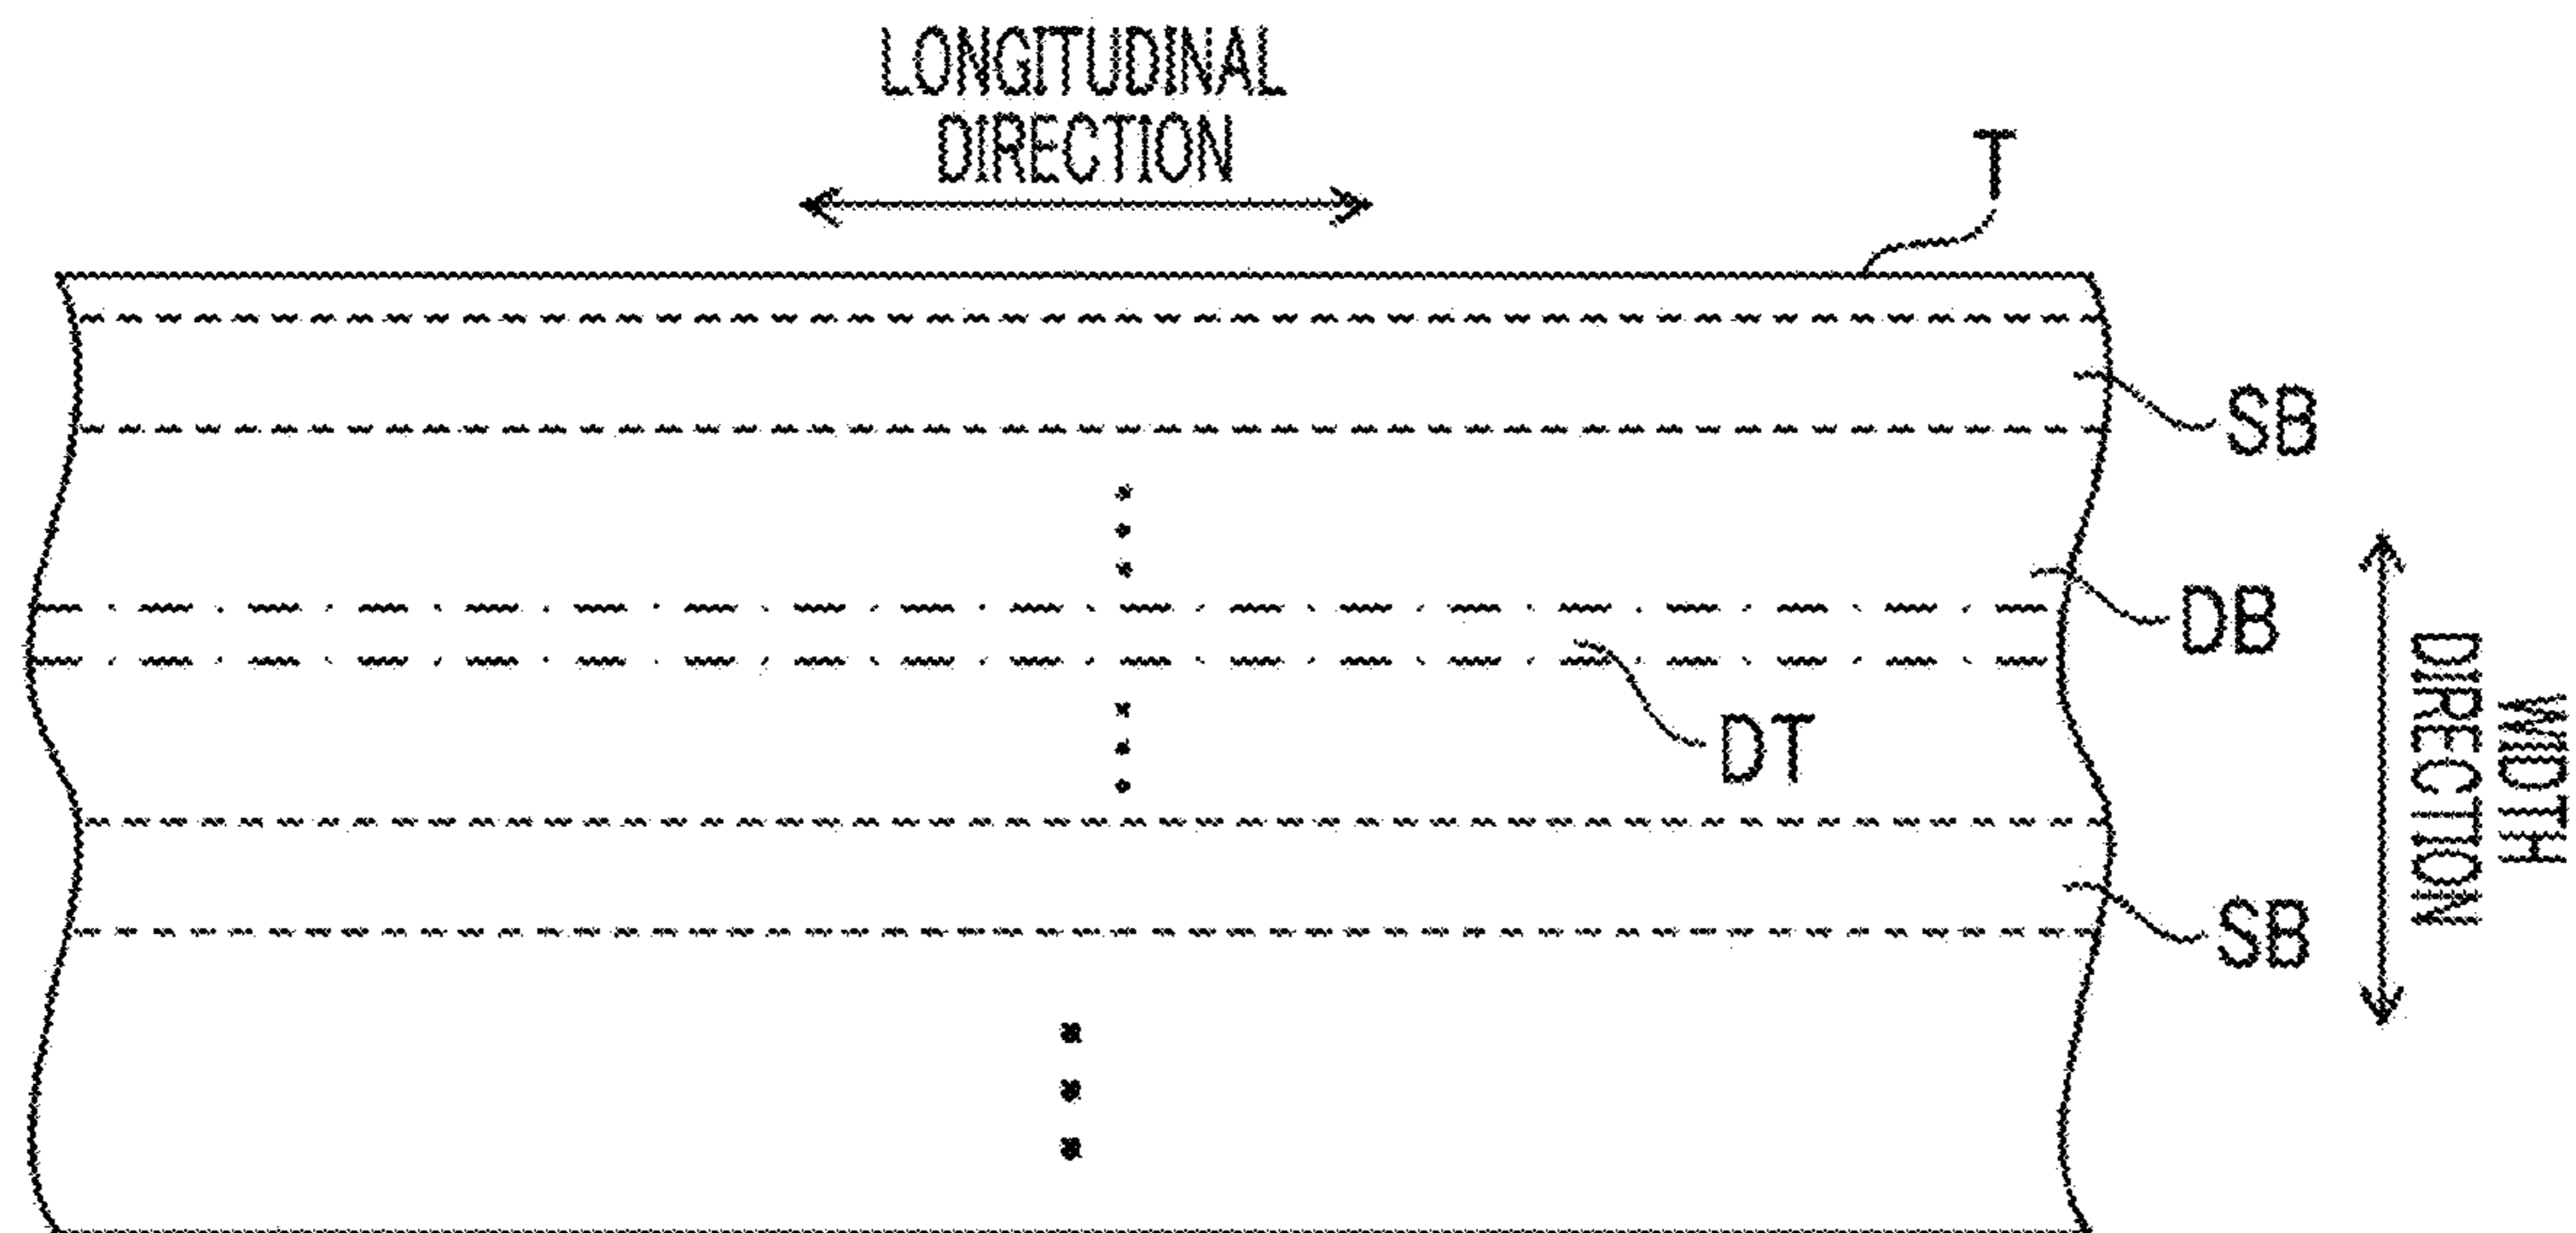 LONGITUDINAL
DIRECTION
T
SB
DB
DT
SB
WIDTH
DIRECTION